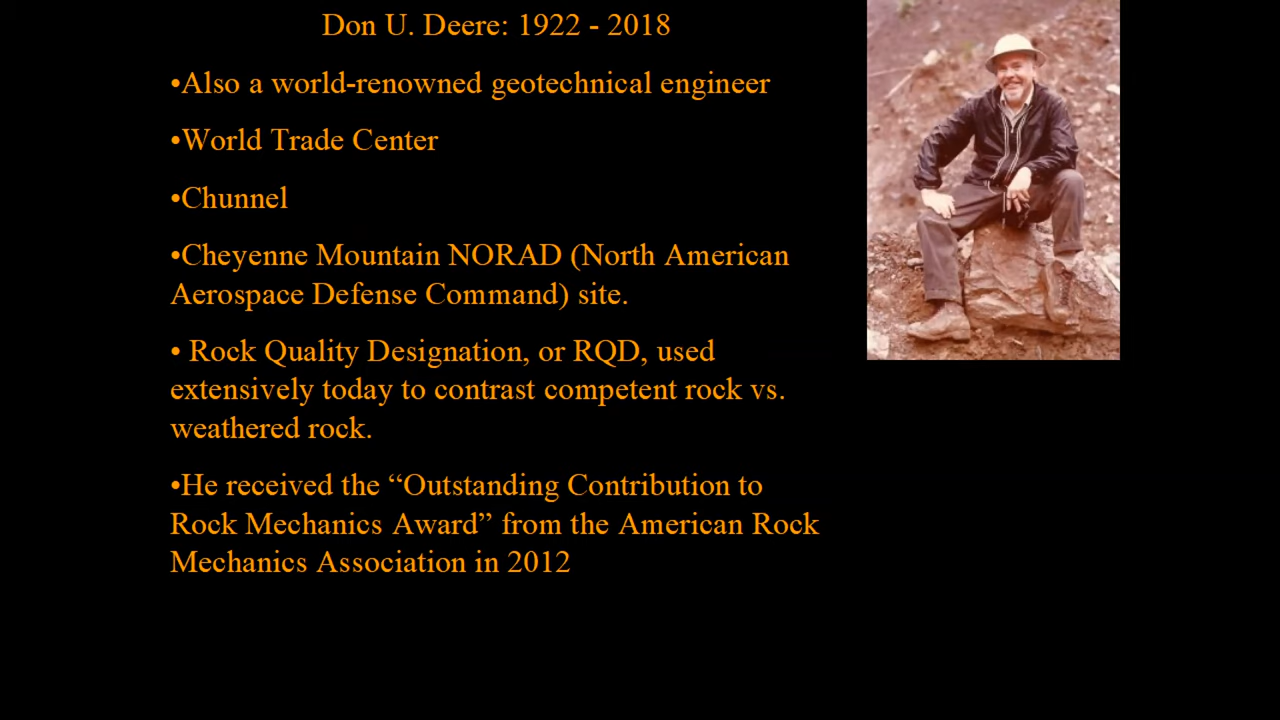 Don U. Deere: 1922 - 2018
•Also a world-renowned geotechnical engineer
•World Trade Center
•Chunnel
•Cheyenne Mountain NORAD (North American
Aerospace Defense Command) site.
• Rock Quality Designation, or RQD, used
extensively today to contrast competent rock vs.
weathered rock.
•He received the “Outstanding Contribution to
Rock Mechanics Award” from the American Rock
Mechanics Association in 2012